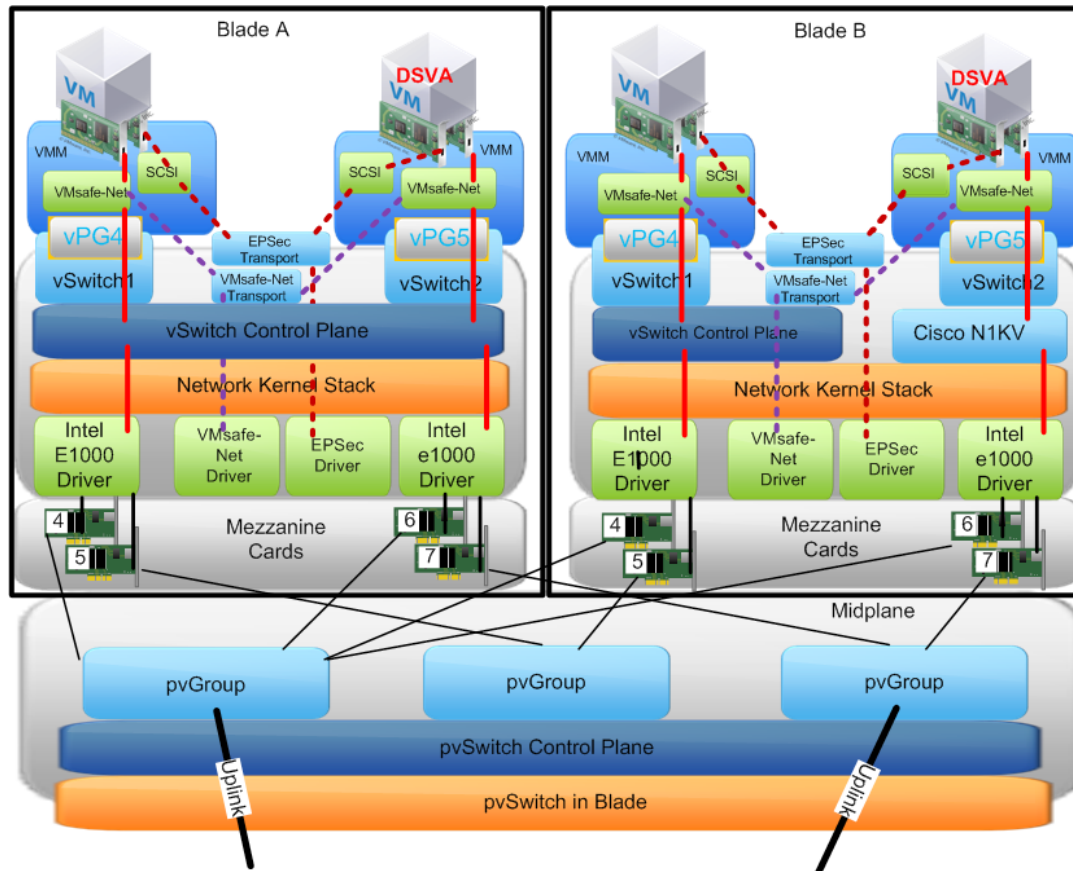 Blade A
VM
DSVA
VM
VMM
SCSI
VMsafe-Net
SCSI
VMM
VMsafe-Net
vPG4
vPG5
EPSec
Transport
vSwitch1
VMsafe-Net
Transport
vSwitch2
vSwitch Control Plane
Network Kernel Stack
Intel
E1000
Driver
VMsafe-
Net
Driver
EPSec
Driver
Intel
e1000
Driver
4
5
Mezzanine
Cards
6
7
Blade B
VM
DSVA
VM
VMM
SCSI
VMsafe-Net
SCSI
VMM
VMsafe-Net
vPG4
vPG5
EPSec
Transport
vSwitch1
VMsafe-Net
Transport
vSwitch2
vSwitch Control Plane
Cisco N1KV
Network Kernel Stack
Intel
E1000
Driver
VMsafe-
Net
Driver
EPSec
Driver
Intel
e1000
Driver
4
5
Mezzanine
Cards
6
7
Midplane
pvGroup
pvGroup
pvGroup
pvSwitch Control Plane
pvSwitch in Blade
Uplink
Uplink